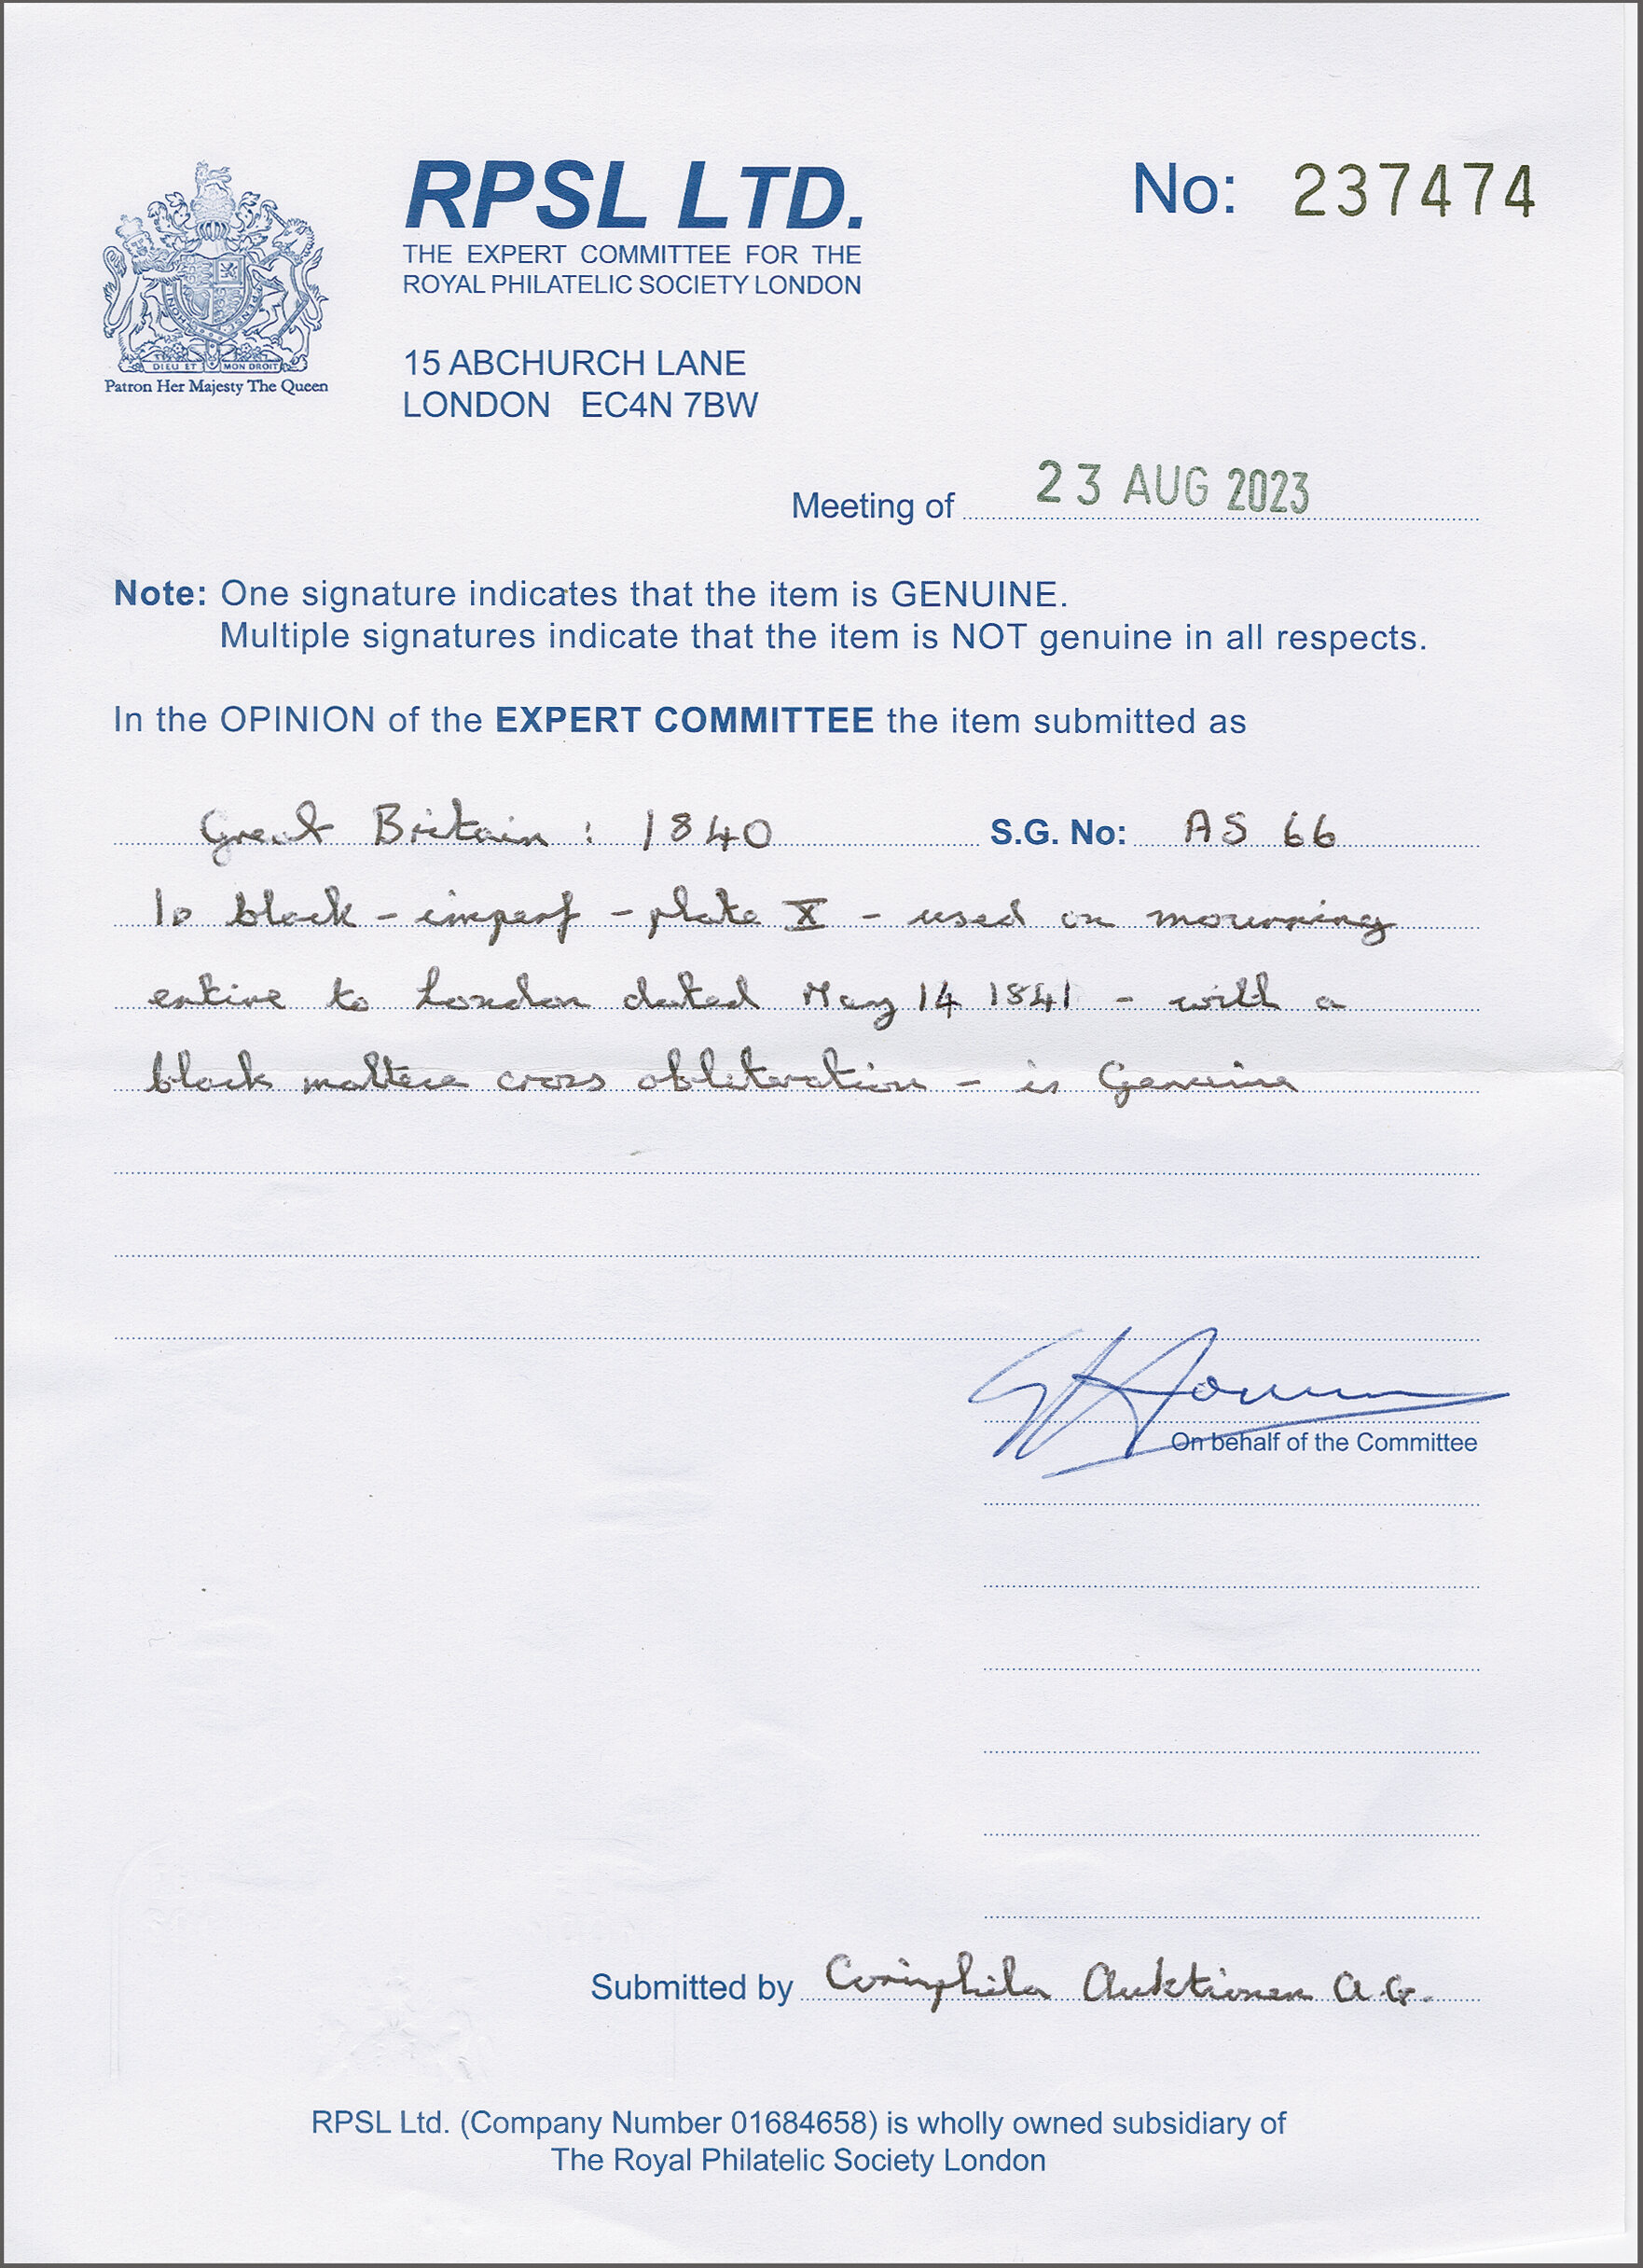 RPSL LTD.
No: 237474
THE EXPERT COMMITTEE FOR THE
ROYAL PHILATELIC SOCIETY LONDON
DIEU ET MON DROIT
Patron Her Majesty The Queen
15 ABCHURCH LANE
LONDON EC4N 7BW
Meeting of 23 AUG 2023
Note: One signature indicates that the item is GENUINE.
Multiple signatures indicate that the item is NOT genuine in all respects.
In the OPINION of the EXPERT COMMITTEE the item submitted as
Great Britain : 1840 S.G. No: AS 66
1d black - imperf - plate X - used on mourning
entire to London dated May 14 1841 - with a
black maltese cross obliteration - is Genuine
On behalf of the Committee
Submitted by Corinphila Auktionen A.G.
RPSL Ltd. (Company Number 01684658) is wholly owned subsidiary of
The Royal Philatelic Society London